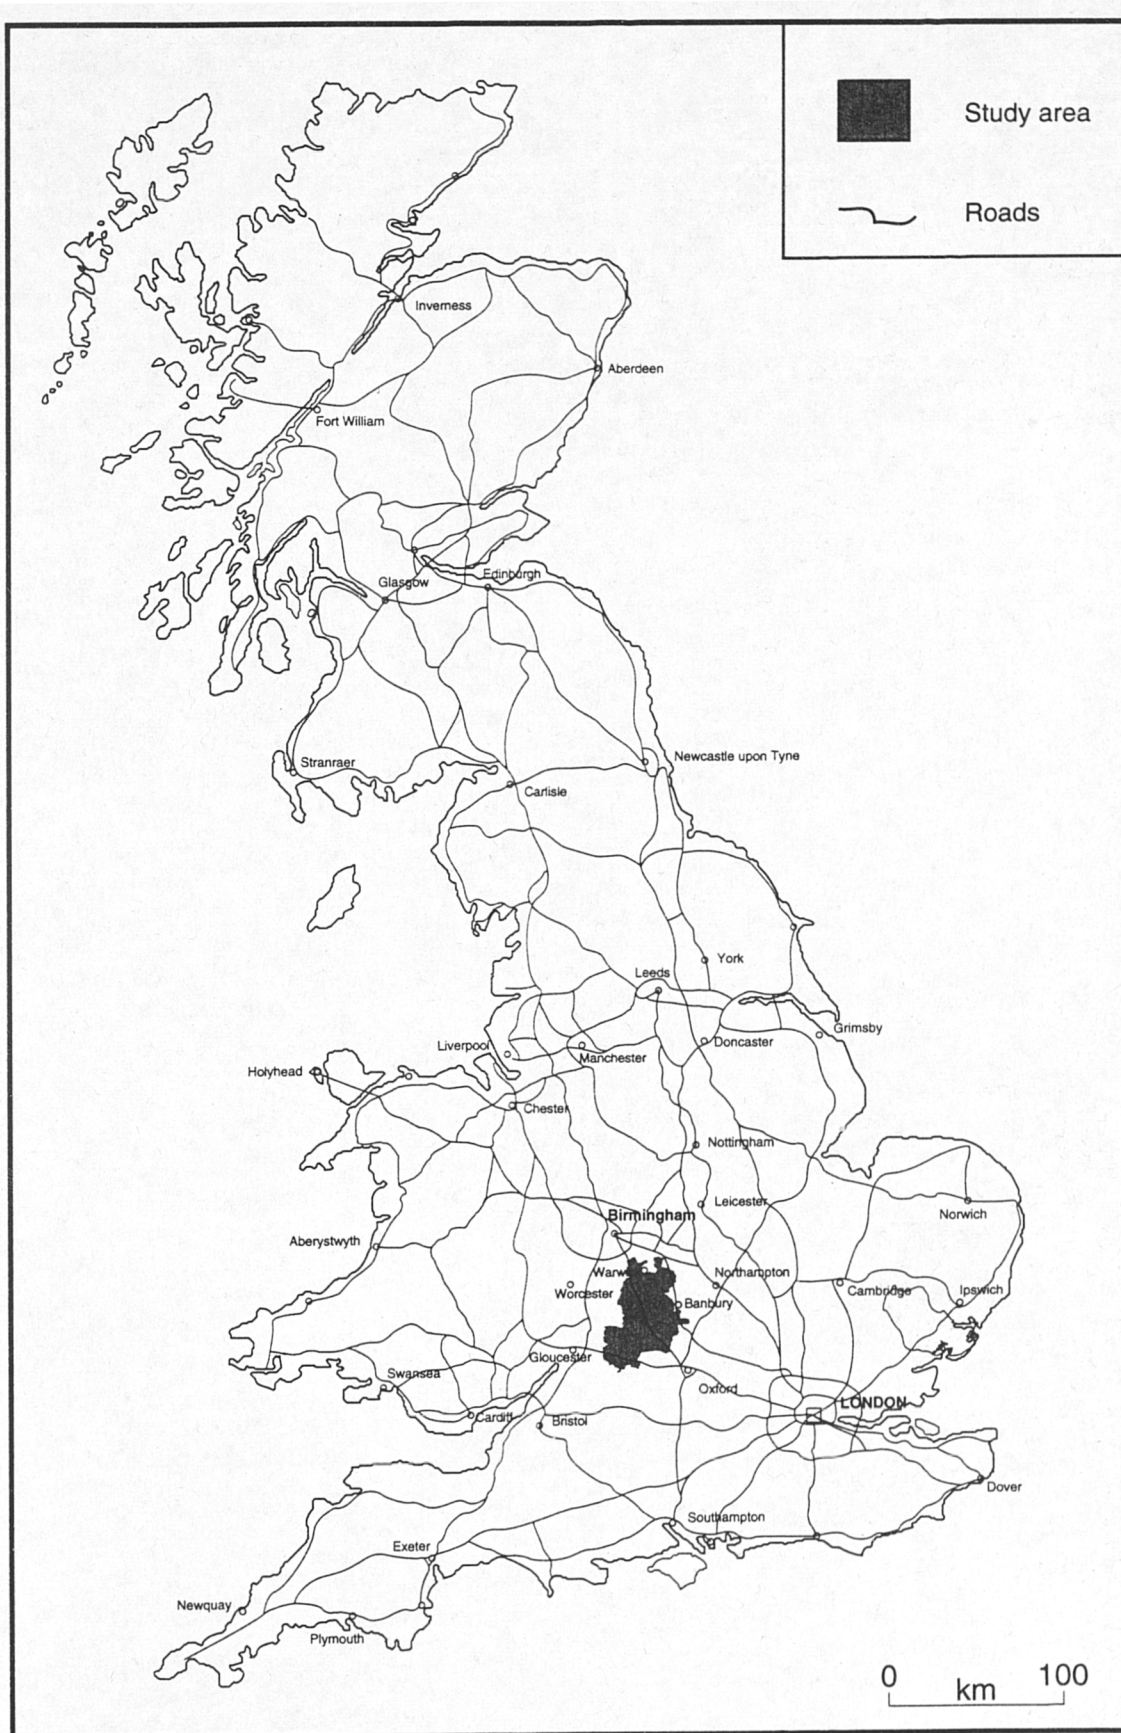 Study area
Roads
Inverness
Aberdeen
Fort William
Glasgow
Edinburgh
Stranraer
Newcastle upon Tyne
Carlisle
York
Leeds
Grimsby
Liverpool
Manchester
Doncaster
Holyhead
Chester
Nottingham
Leicester
Norwich
Birmingham
Aberystwyth
Warw
Northampton
Worcester
Cambridge
Ipswich
Banbury
Gloucester
Swansea
Oxford
LONDON
Cardiff
Bristol
Dover
Southampton
Exeter
Newquay
Plymouth
0 100
km